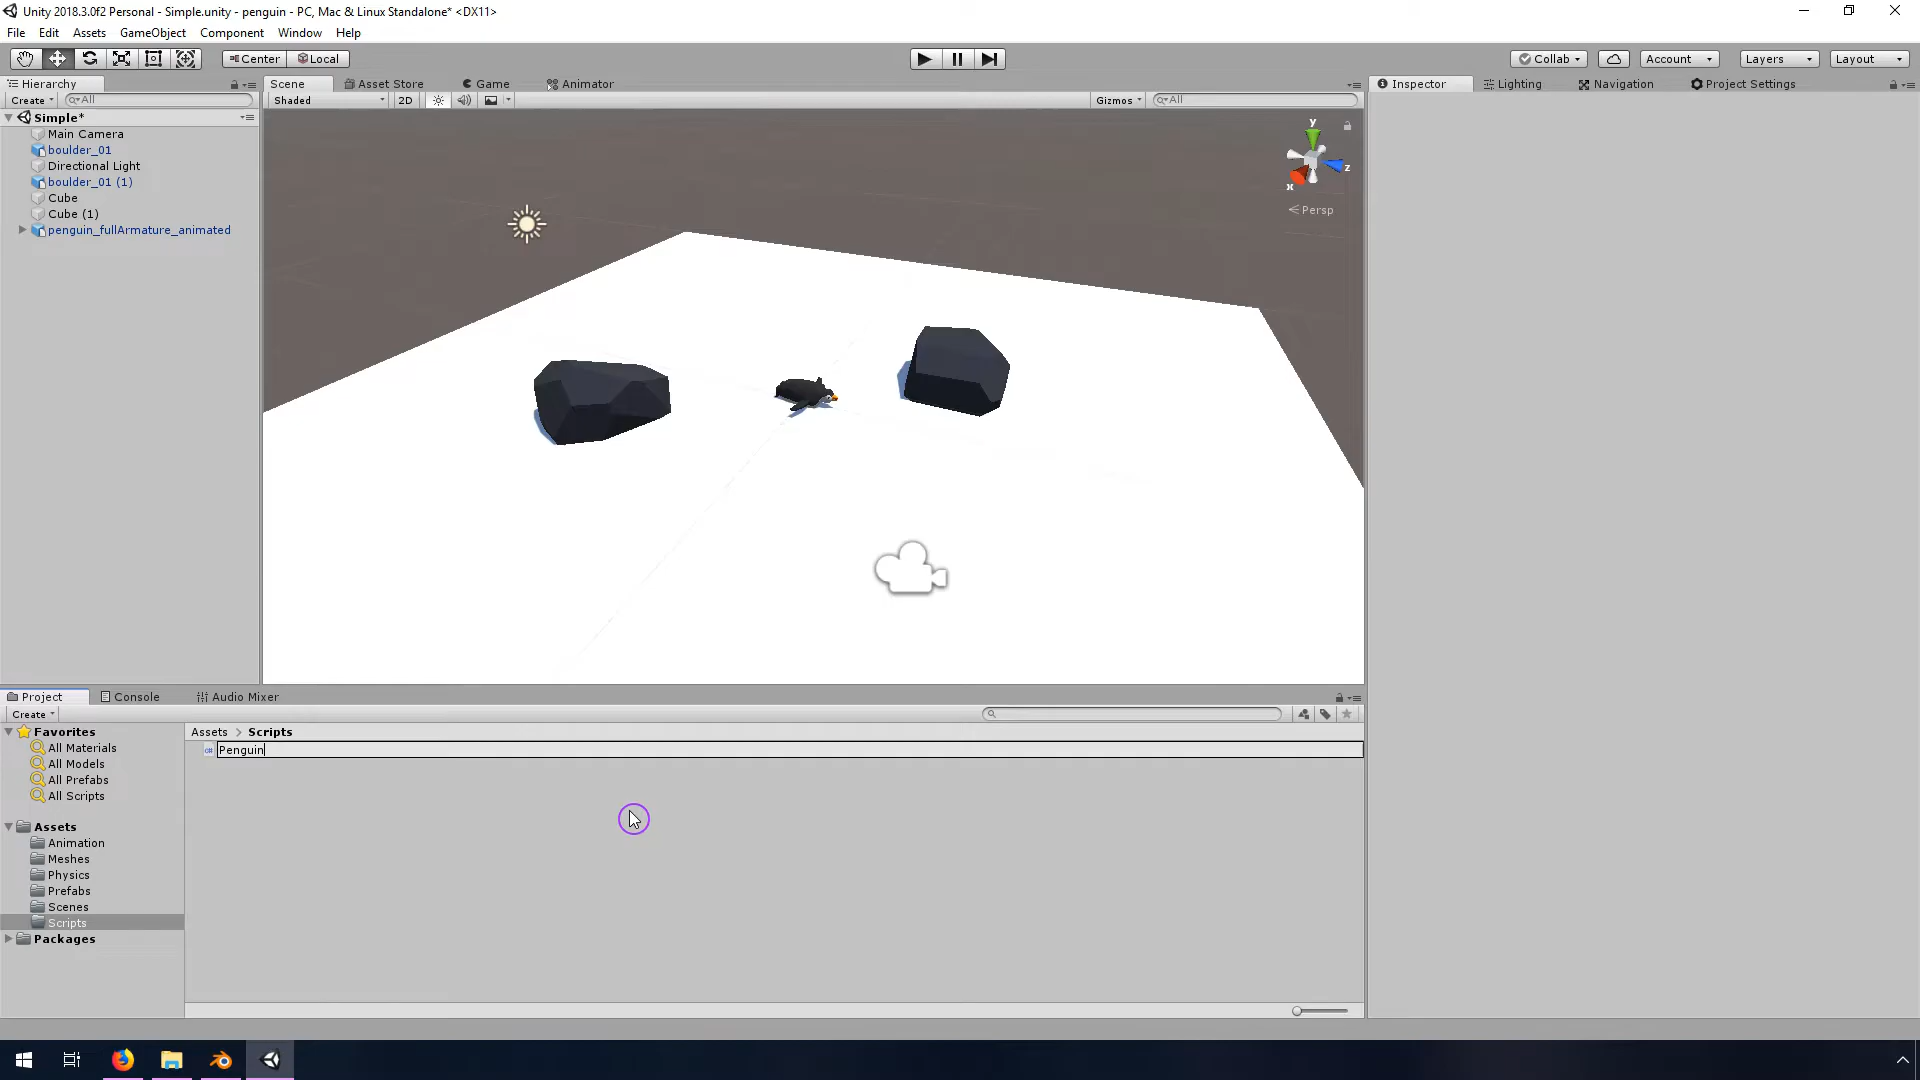 Unity 2018.3.0f2 Personal - Simple.unity - penguin - PC, Mac & Linux Standalone* <DX11>
File Edit Assets GameObject Component Window Help
Center Local Collab Account Layers Layout
Hierarchy Scene Asset Store Game Animator Inspector Lighting Navigation Project Settings
Create All Shaded 2D Gizmos All
Simple*
Main Camera
boulder_01
Directional Light
boulder_01 (1)
Cube
Cube (1)
penguin_fullArmature_animated
y
z
x
Persp
Project Console Audio Mixer
Create
Favorites
All Materials
All Models
All Prefabs
All Scripts
Assets
Animation
Meshes
Physics
Prefabs
Scenes
Scripts
Packages
Assets > Scripts
Penguin